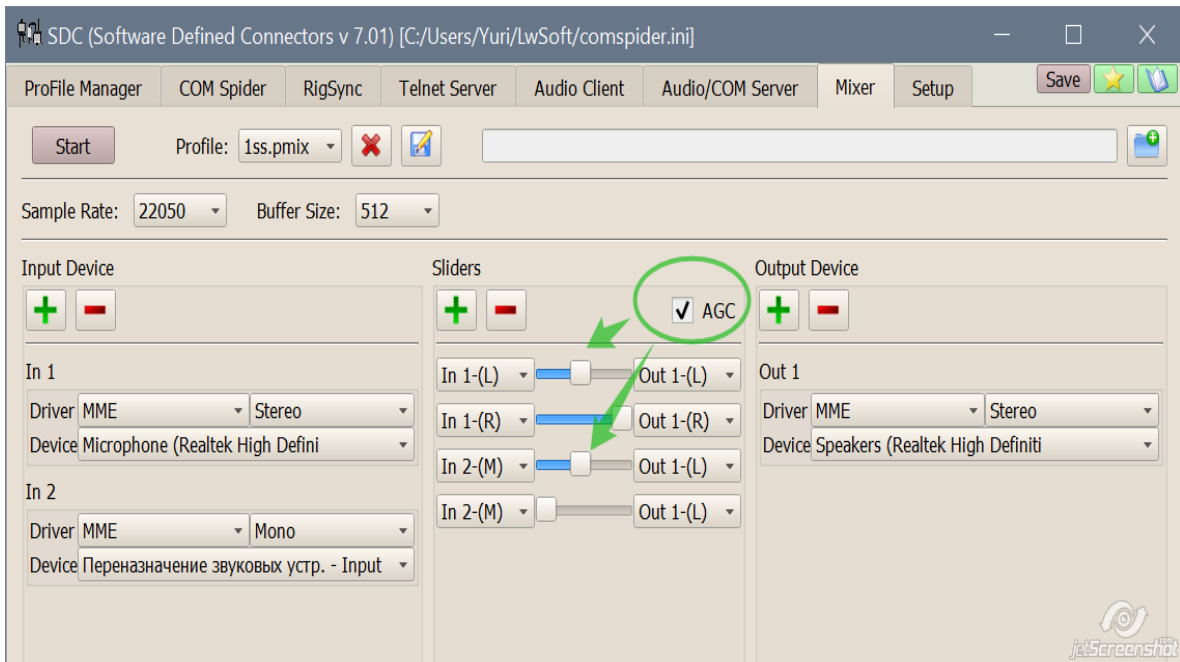 SDC (Software Defined Connectors v 7.01) [C:/Users/Yuri/LwSoft/comspider.ini]
ProFile Manager COM Spider RigSync Telnet Server Audio Client Audio/COM Server Mixer Setup Save
Start Profile: 1ss.pmix
Sample Rate: 22050 Buffer Size: 512
Input Device Sliders Output Device
AGC
In 1 In 1-(L) Out 1-(L) Out 1
Driver MME Stereo In 1-(R) Out 1-(R) Driver MME Stereo
Device Microphone (Realtek High Defini Device Speakers (Realtek High Definiti
In 2-(M) Out 1-(L)
In 2
In 2-(M) Out 1-(L)
Driver MME Mono
Device Переназначение звуковых устр. - Input
jetScreenshot.com